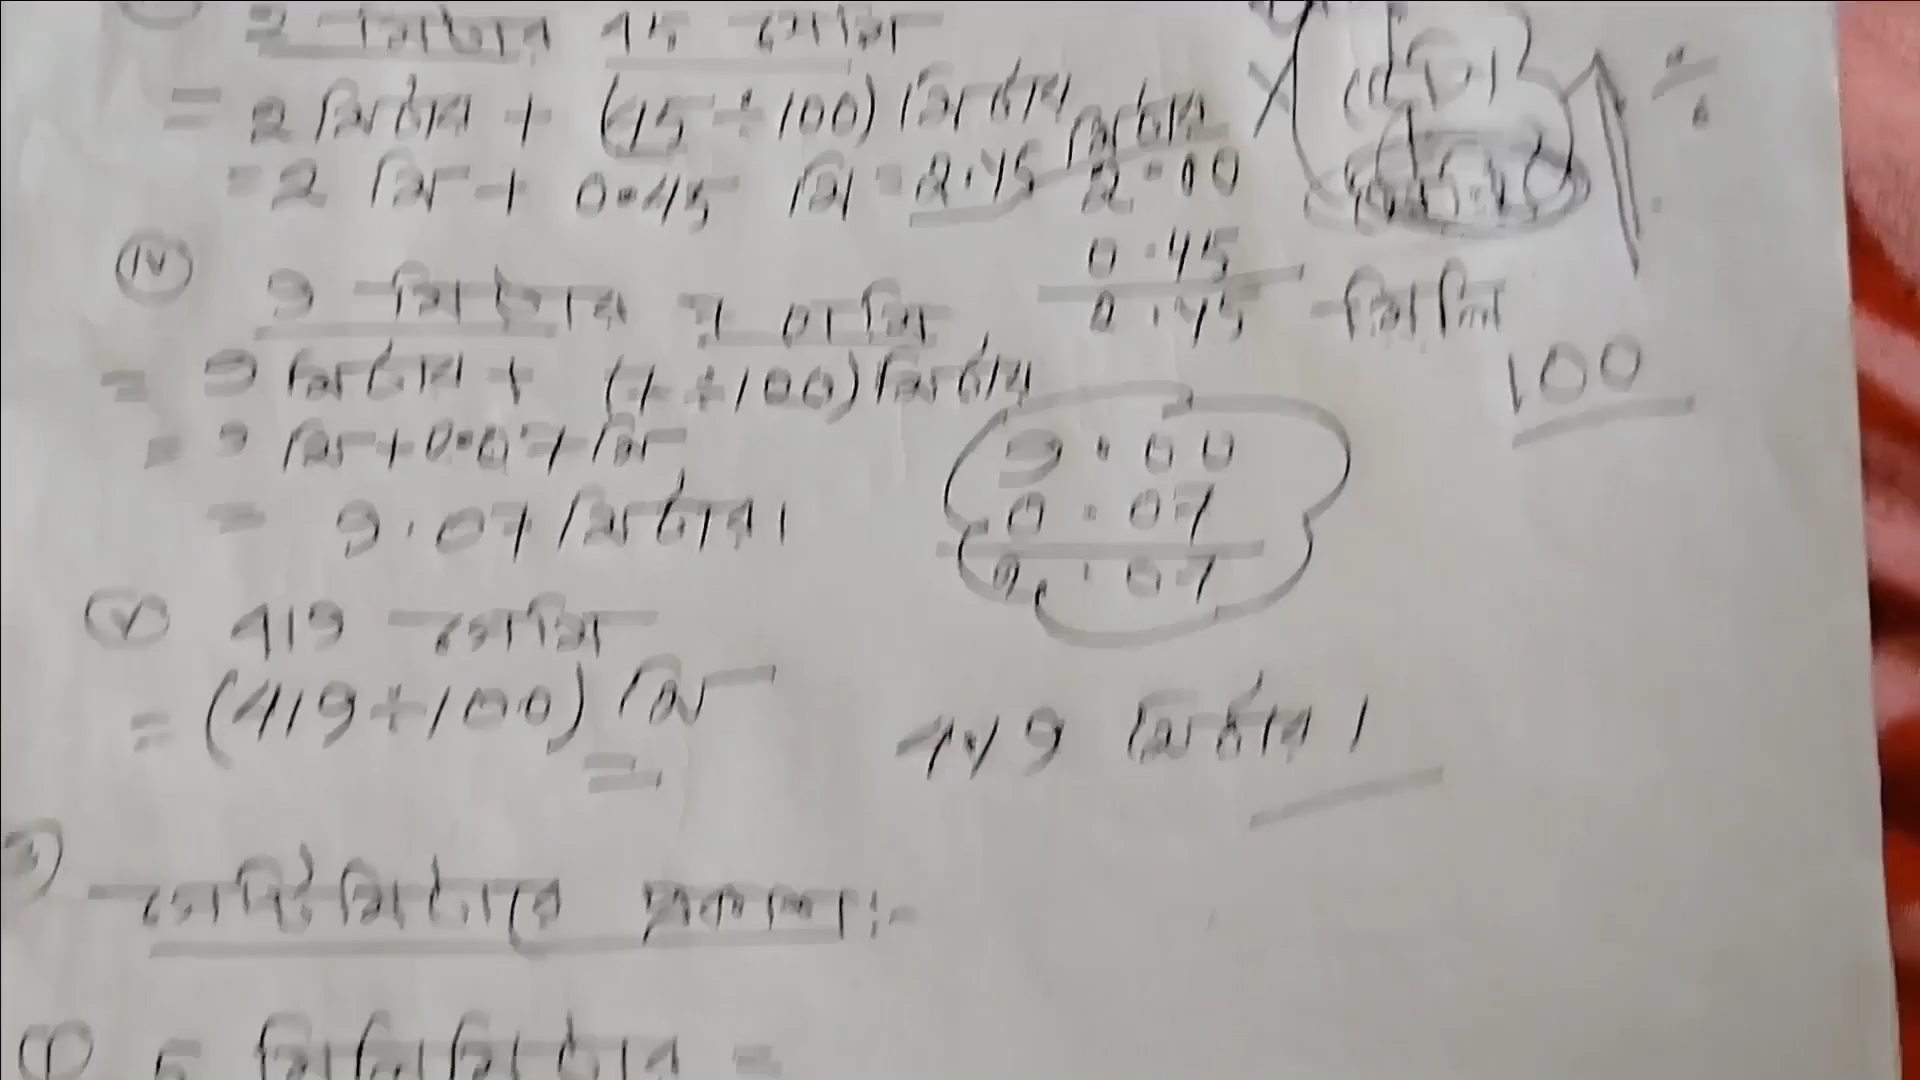 2 মিটার 45 সেমি
= 2 মিটার + (45 ÷ 100) মিটার
= 2 মি + 0.45 মি = 2.45 মিটার
2.00
0.45
2.45
(iv) 9 মিটার 7 সেমি
= 9 মিটার + (7 ÷ 100) মিটার
= 9 মি + 0.07 মি
= 9.07 মিটার।
9.00
0.07
9.07
মিলি
100
(v) 419 সেমি
= (419 ÷ 100) মি =
4.19 মিটার।
সেন্টিমিটারে প্রকাশ :-
(i) 5 মিলিমিটার =